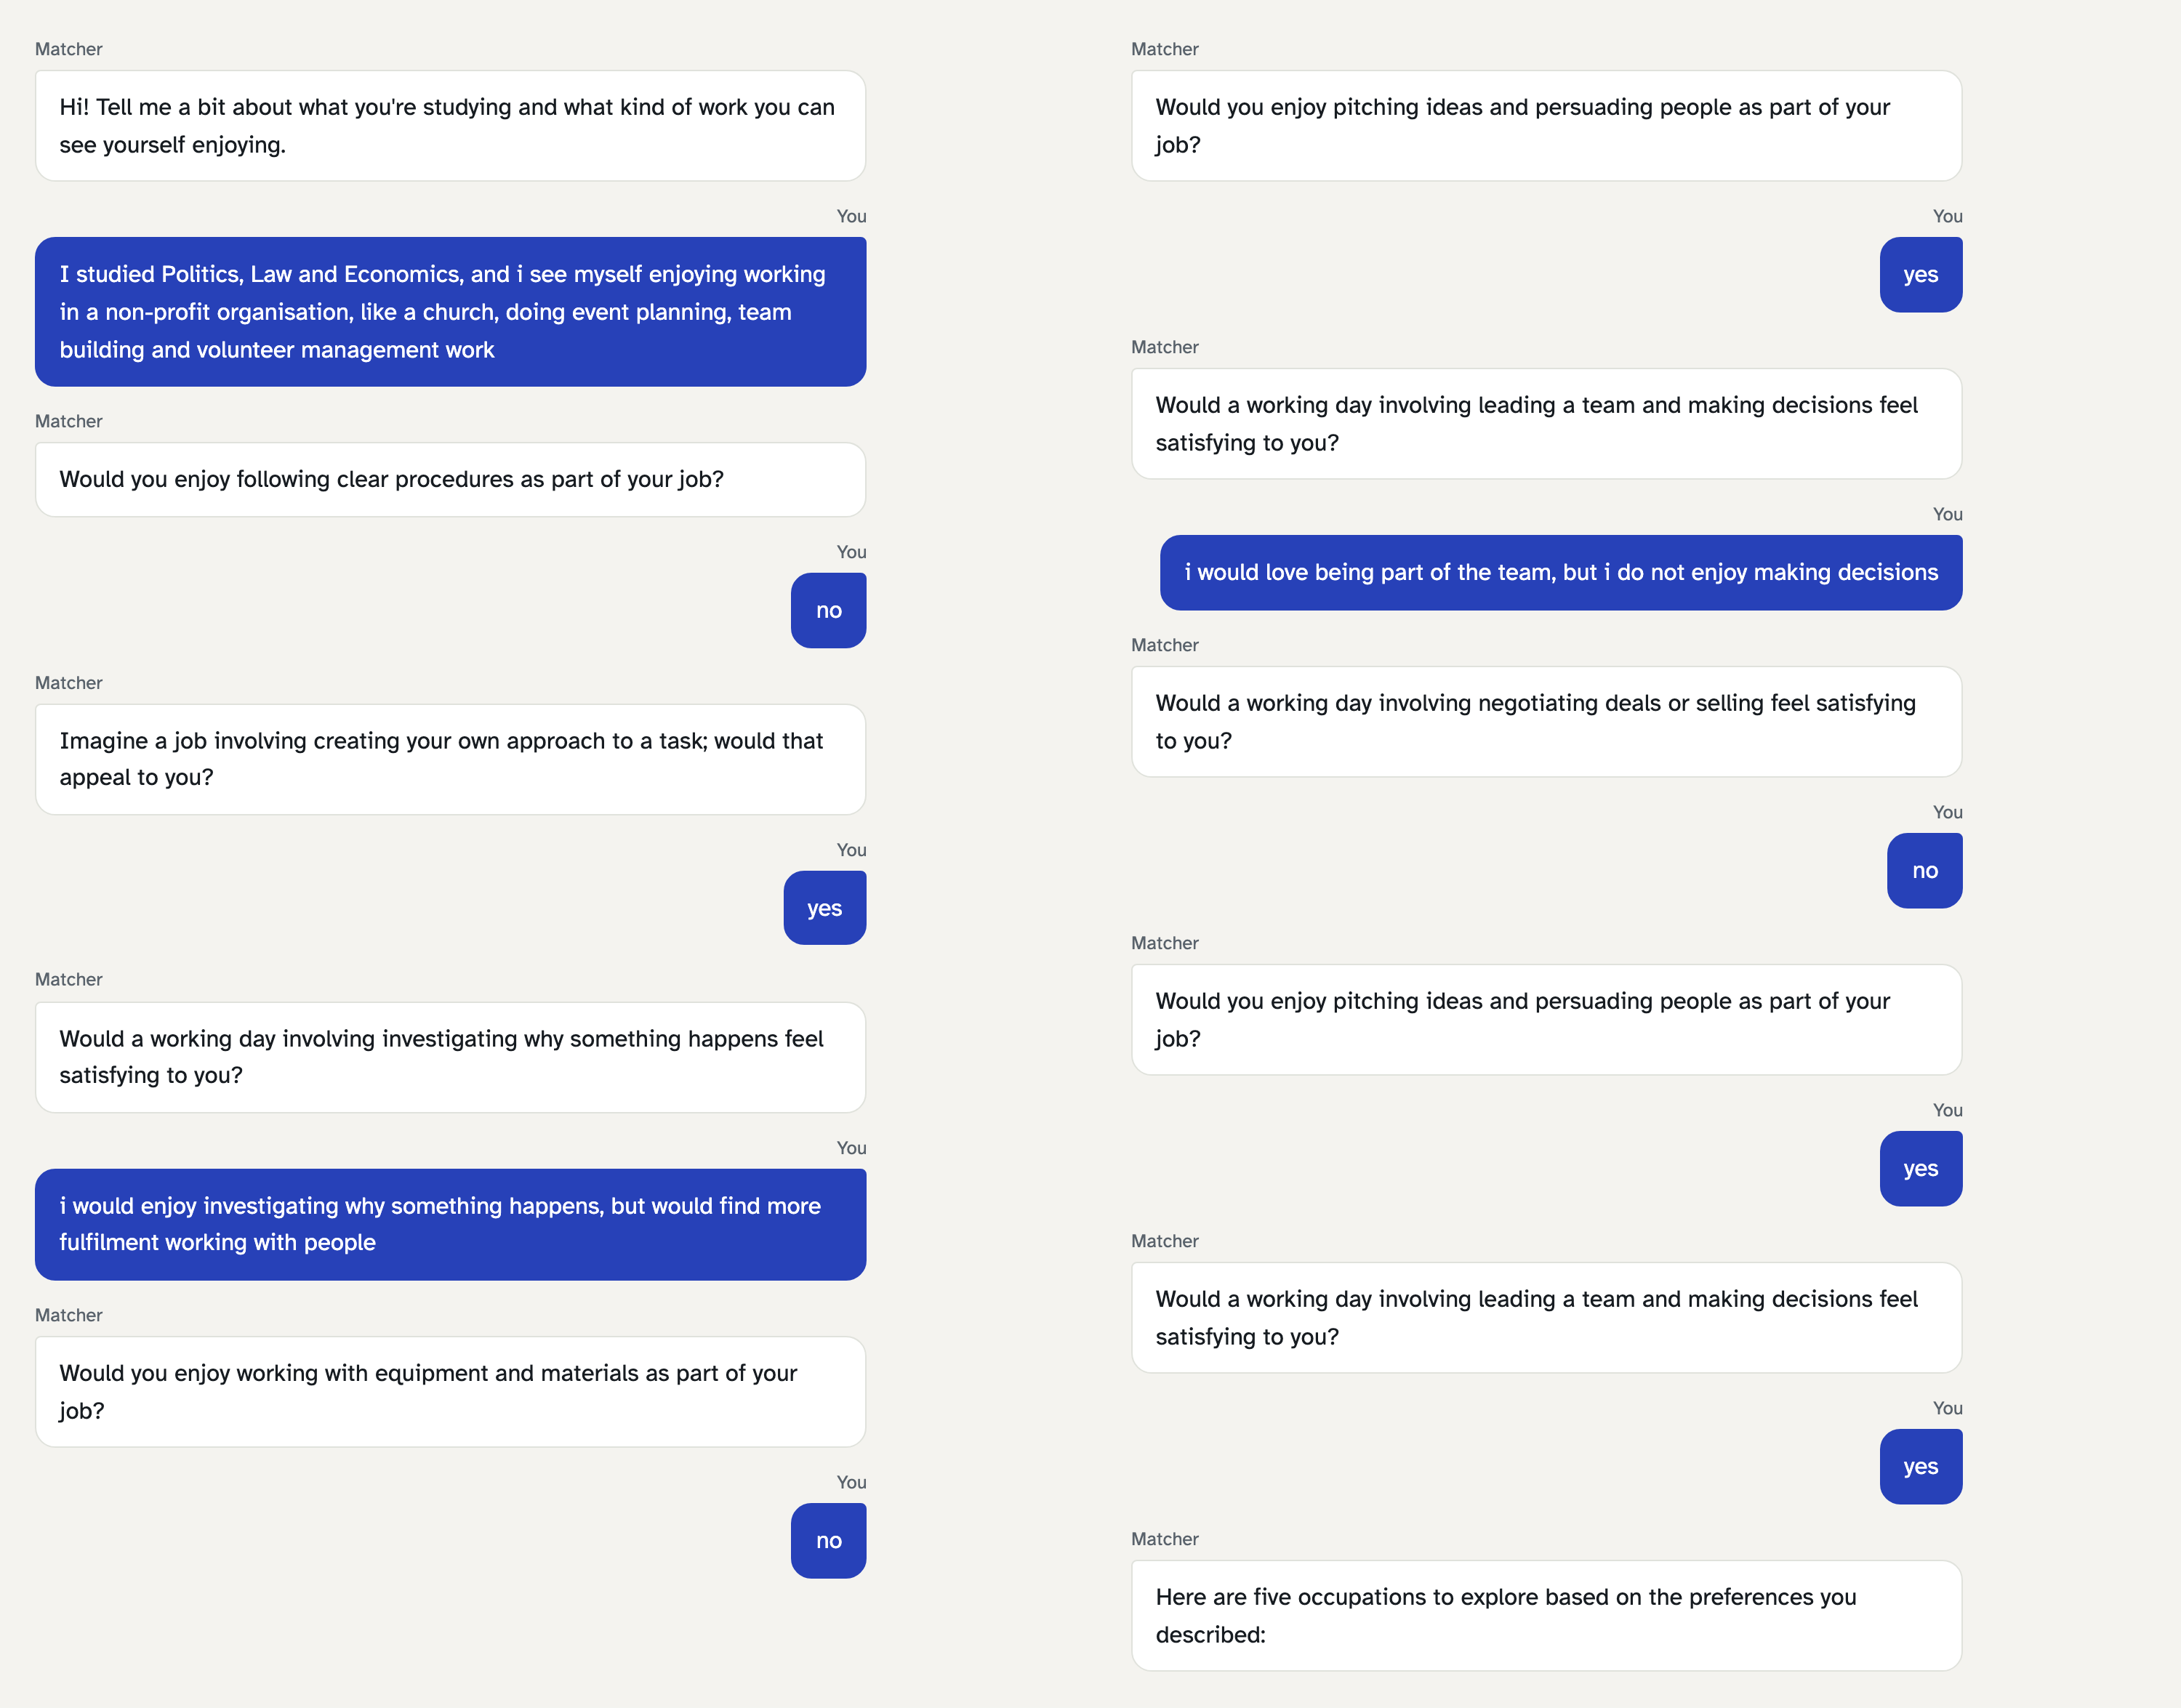 Matcher
Hi! Tell me a bit about what you're studying and what kind of work you can
see yourself enjoying.
You
I studied Politics, Law and Economics, and i see myself enjoying working
in a non-profit organisation, like a church, doing event planning, team
building and volunteer management work
Matcher
Would you enjoy following clear procedures as part of your job?
You
no
Matcher
Imagine a job involving creating your own approach to a task; would that
appeal to you?
You
yes
Matcher
Would a working day involving investigating why something happens feel
satisfying to you?
You
i would enjoy investigating why something happens, but would find more
fulfilment working with people
Matcher
Would you enjoy working with equipment and materials as part of your
job?
You
no
Matcher
Would you enjoy pitching ideas and persuading people as part of your
job?
You
yes
Matcher
Would a working day involving leading a team and making decisions feel
satisfying to you?
You
i would love being part of the team, but i do not enjoy making decisions
Matcher
Would a working day involving negotiating deals or selling feel satisfying
to you?
You
no
Matcher
Would you enjoy pitching ideas and persuading people as part of your
job?
You
yes
Matcher
Would a working day involving leading a team and making decisions feel
satisfying to you?
You
yes
Matcher
Here are five occupations to explore based on the preferences you
described: